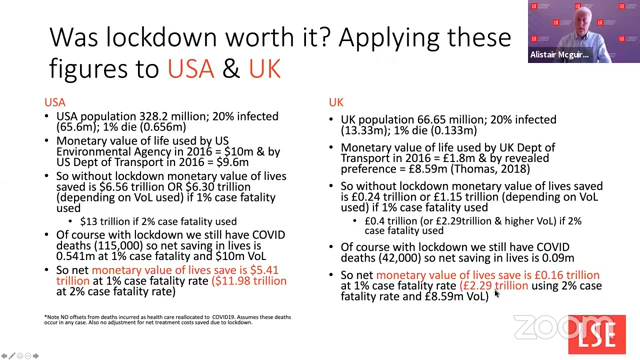 Was lockdown worth it? Applying these
figures to USA & UK
Alistair Mcguir...
USA
• USA population 328.2 million; 20% infected
(65.6m); 1% die (0.656m)
• Monetary value of life used by US
Environmental Agency in 2016 = $10m & by
US Dept of Transport in 2016 = $9.6m
• So without lockdown monetary value of lives
saved is $6.56 trillion OR $6.30 trillion
(depending on VoL used) if 1% case fatality
used
• $13 trillion if 2% case fatality used
• Of course with lockdown we still have COVID
deaths (115,000) so net saving in lives is
0.541m at 1% case fatality and $10m VoL
• So net monetary value of lives save is $5.41
trillion at 1% case fatality rate ($11.98 trillion
at 2% case fatality rate)
*Note NO offsets from deaths incurred as health care reallocated to COVID19. Assumes these deaths
occur in any case. Also no adjustment for net treatment costs saved due to lockdown.
UK
• UK population 66.65 million; 20% infected
(13.33m); 1% die (0.133m)
• Monetary value of life used by UK Dept of
Transport in 2016 = £1.8m & by revealed
preference = £8.59m (Thomas, 2018)
• So without lockdown monetary value of lives saved
is £0.24 trillion or £1.15 trillion (depending on VoL
used) if 1% case fatality used
• £0.4 trillion (or £2.29trillion & higher VoL) if 2%
case fatality used
• Of course with lockdown we still have COVID
deaths (42,000) so net saving in lives is 0.09m
• So net monetary value of lives save is £0.16 trillion
at 1% case fatality rate (£2.29 trillion using 2% case
fatality rate and £8.59m VoL)
zoom
LSE